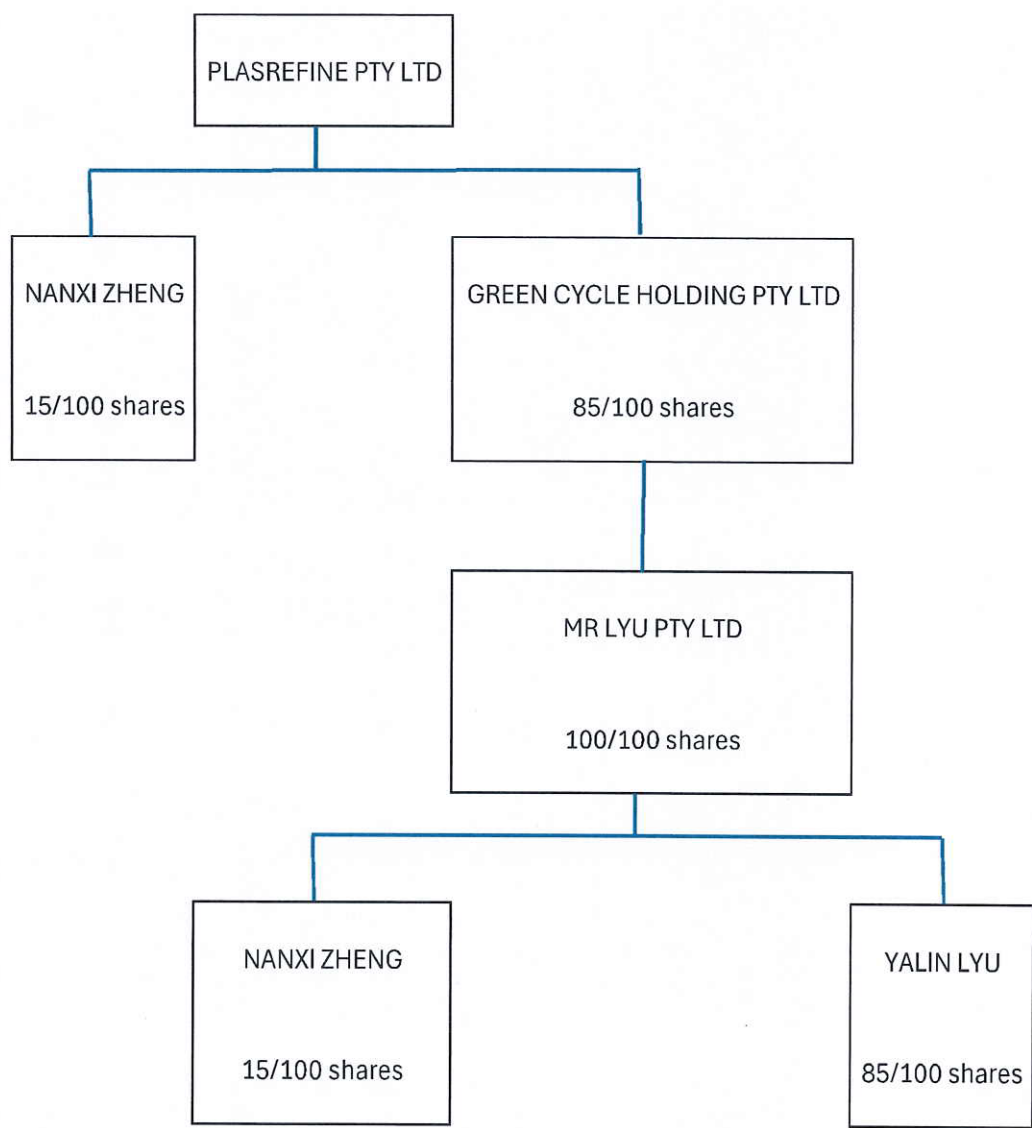 PLASREFINE PTY LTD
NANXI ZHENG
15/100 shares
GREEN CYCLE HOLDING PTY LTD
85/100 shares
MR LYU PTY LTD
100/100 shares
NANXI ZHENG
15/100 shares
YALIN LYU
85/100 shares